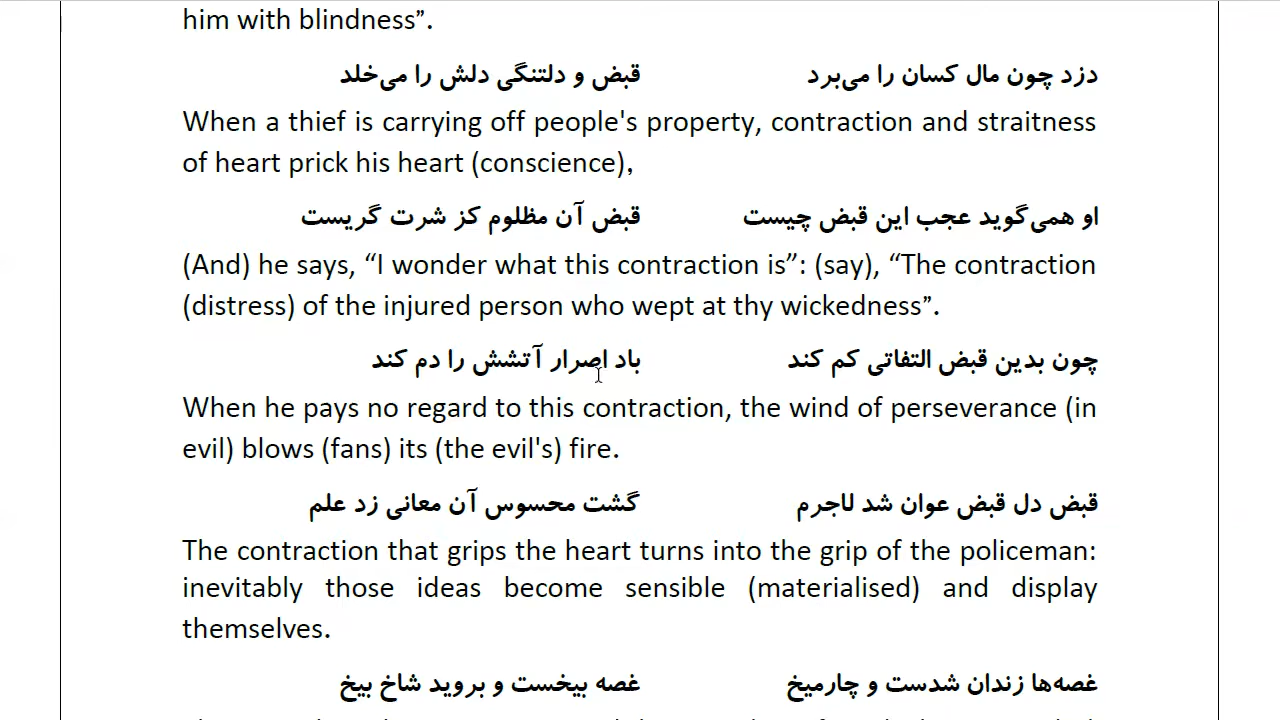 him with blindness”.
دزد چون مال کسان را می‌برد قبض و دلتنگی دلش را می‌خلد
When a thief is carrying off people's property, contraction and straitness
of heart prick his heart (conscience),
او همی‌گوید عجب این قبض چیست قبض آن مظلوم کز شرت گریست
(And) he says, “I wonder what this contraction is”: (say), “The contraction
(distress) of the injured person who wept at thy wickedness”.
چون بدین قبض التفاتی کم کند باد اصرار آتشش را دم کند
When he pays no regard to this contraction, the wind of perseverance (in
evil) blows (fans) its (the evil's) fire.
قبض دل قبض عوان شد لاجرم گشت محسوس آن معانی زد علم
The contraction that grips the heart turns into the grip of the policeman:
inevitably those ideas become sensible (materialised) and display
themselves.
غصه‌ها زندان شدست و چارمیخ غصه بیخست و بروید شاخ بیخ